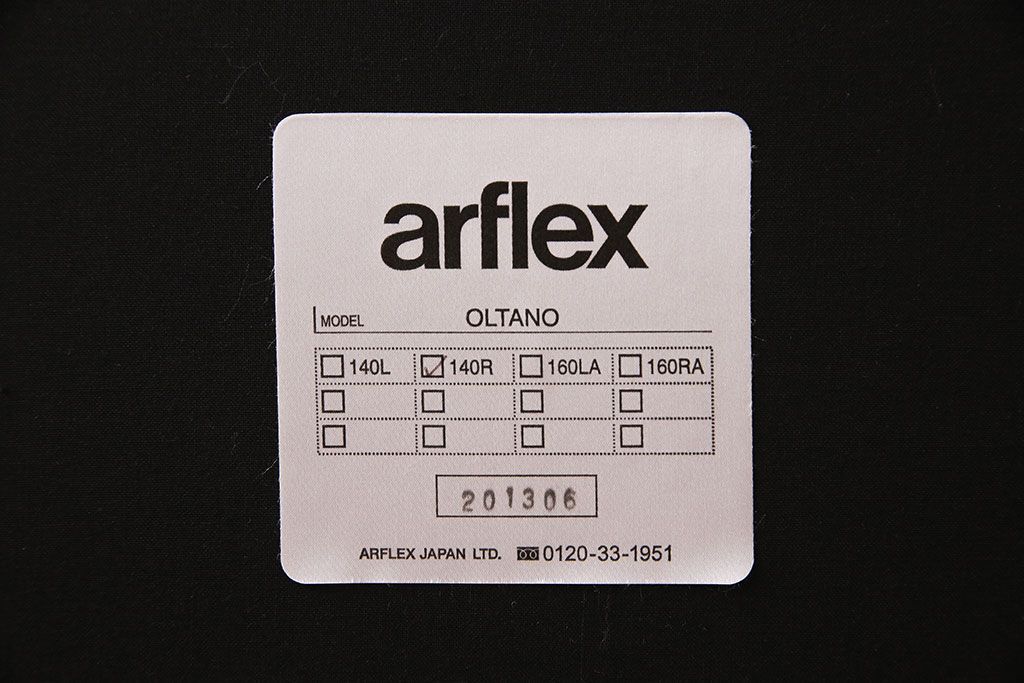 arflex
MODEL OLTANO
140L 140R 160LA 160RA
201306
ARFLEX JAPAN LTD. 0120-33-1951